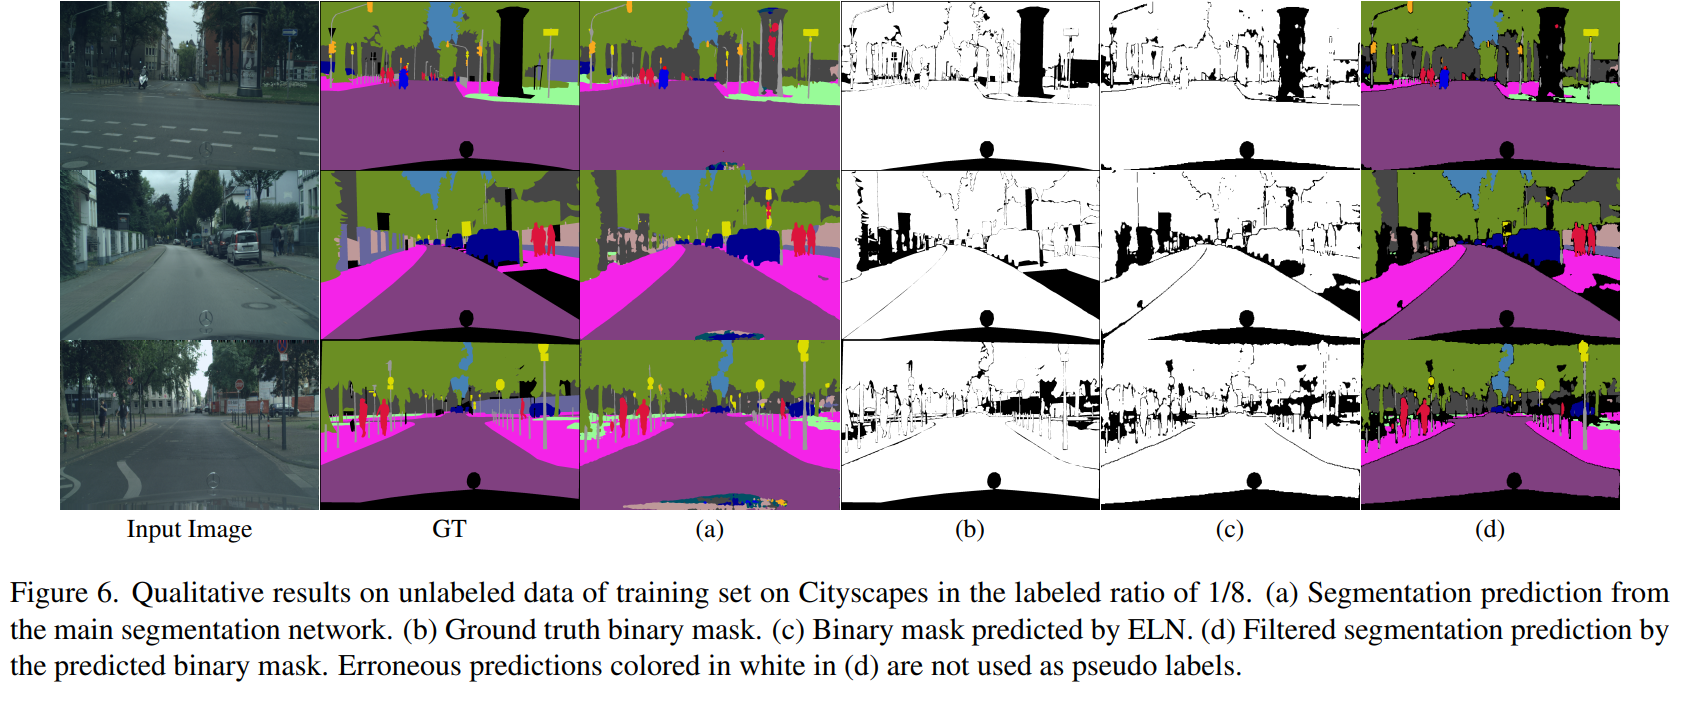 Input Image GT (a) (b) (c) (d)
Figure 6. Qualitative results on unlabeled data of training set on Cityscapes in the labeled ratio of 1/8. (a) Segmentation prediction from
the main segmentation network. (b) Ground truth binary mask. (c) Binary mask predicted by ELN. (d) Filtered segmentation prediction by
the predicted binary mask. Erroneous predictions colored in white in (d) are not used as pseudo labels.